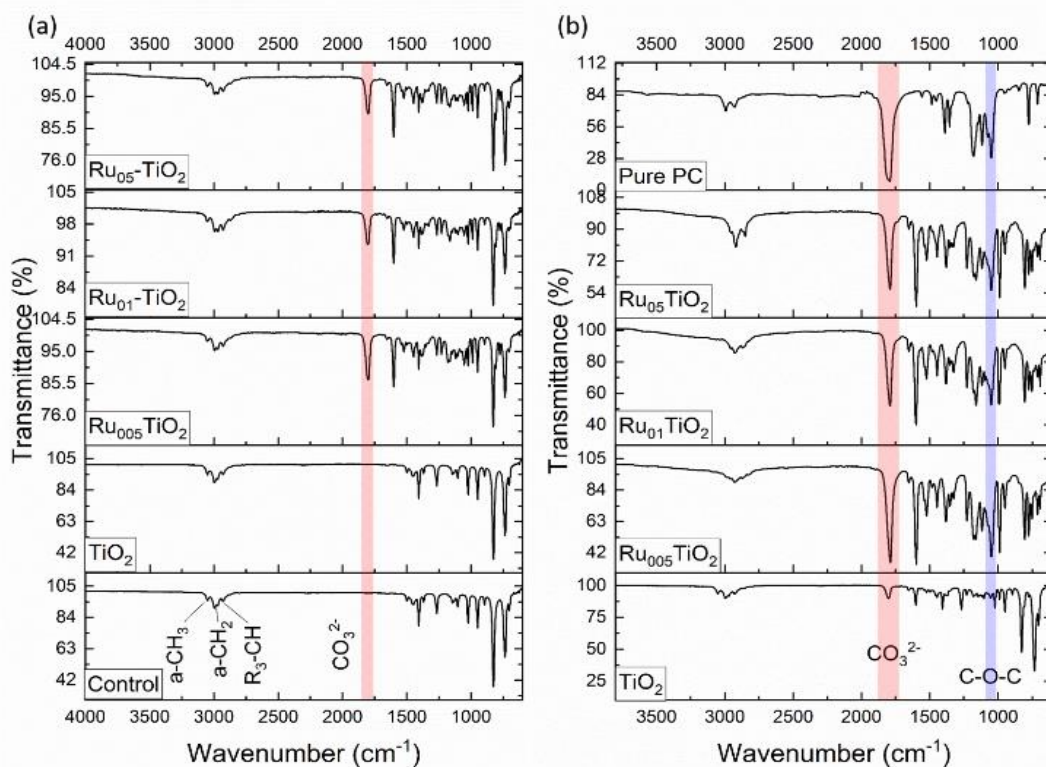 (a)
4000 3500 3000 2500 2000 1500 1000
104.5
95.0
85.5
76.0
Ru₀₅-TiO₂
105
98
91
84
Ru₀₁-TiO₂
104.5
95.0
85.5
76.0
Ru₀₀₅TiO₂
105
84
63
42
TiO₂
105
84
63
42
a-CH₃
a-CH₂
R₃-CH
CO₃²⁻
Control
4000 3500 3000 2500 2000 1500 1000
Transmittance (%)
Wavenumber (cm⁻¹)
(b)
3500 3000 2500 2000 1500 1000
112
84
56
28
0
Pure PC
108
90
72
54
Ru₀₅TiO₂
100
80
60
40
Ru₀₁TiO₂
105
84
63
42
Ru₀₀₅TiO₂
100
75
50
25
CO₃²⁻
C-O-C
TiO₂
3500 3000 2500 2000 1500 1000
Transmittance (%)
Wavenumber (cm⁻¹)